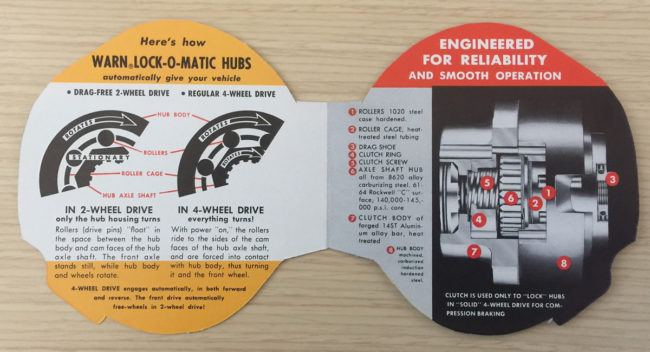 Here's how
WARN® LOCK-O-MATIC HUBS
automatically give your vehicle
• DRAG-FREE 2-WHEEL DRIVE
• REGULAR 4-WHEEL DRIVE
HUB BODY
ROTATES
ROTATES
ROLLERS
STATIONARY
ROTATES
ROLLER CAGE
HUB AXLE SHAFT
IN 2-WHEEL DRIVE
only the hub housing turns
Rollers (drive pins) "float" in
the space between the hub
body and cam faces of the hub
axle shaft. The front axle
stands still, while hub body
and wheels rotate.
IN 4-WHEEL DRIVE
everything turns!
With power "on," the rollers
ride to the sides of the cam
faces of the hub axle shaft,
and are forced into contact
with hub body, thus turning
it and the front wheel.
4-WHEEL DRIVE engages automatically, in both forward
and reverse. The front drive automatically
free-wheels in 2-wheel drive!
ENGINEERED
FOR RELIABILITY
AND SMOOTH OPERATION
1 ROLLERS 1020 steel
case hardened.
2 ROLLER CAGE, heat-
treated steel tubing
3 DRAG SHOE
4 CLUTCH RING
5 CLUTCH SCREW
6 AXLE SHAFT HUB
all from 8620 alloy
carburizing steel. 61-
64 Rockwell "C" sur-
face, 140,000-145,-
000 p.s.i. core
7 CLUTCH BODY of
forged 14ST Alumin-
ium alloy bar, heat
treated
8 HUB BODY
machined,
carborized
induction
hardened
steel.
5
6
1
2
3
4
7
8
CLUTCH IS USED ONLY TO "LOCK" HUBS
IN "SOLID" 4-WHEEL DRIVE FOR COM-
PRESSION BRAKING